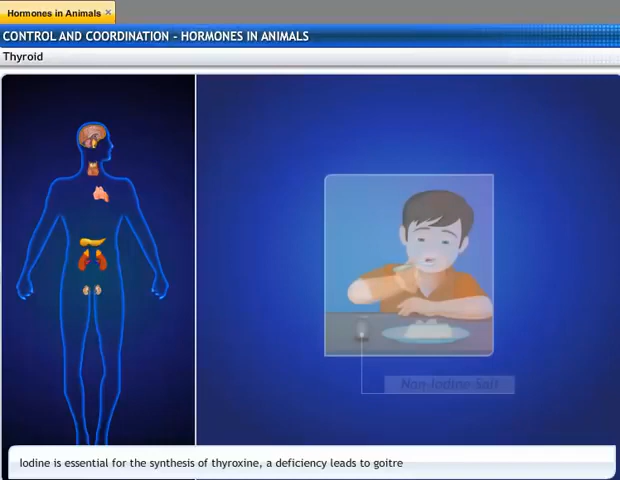 Hormones in Animals
CONTROL AND COORDINATION - HORMONES IN ANIMALS
Thyroid
Non-Iodine Salt
Iodine is essential for the synthesis of thyroxine, a deficiency leads to goitre